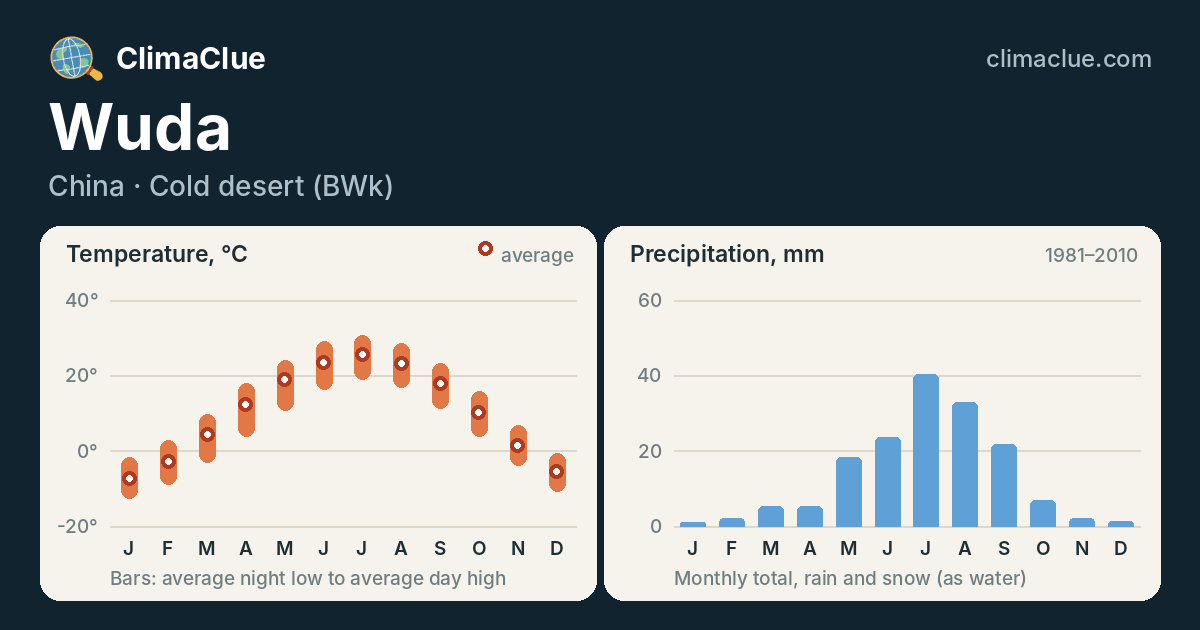 ClimaClue
climaclue.com
Wuda
China · Cold desert (BWk)
Temperature, °C
average
40°
20°
0°
-20°
J F M A M J J A S O N D
Bars: average night low to average day high
Precipitation, mm
1981–2010
60
40
20
0
J F M A M J J A S O N D
Monthly total, rain and snow (as water)